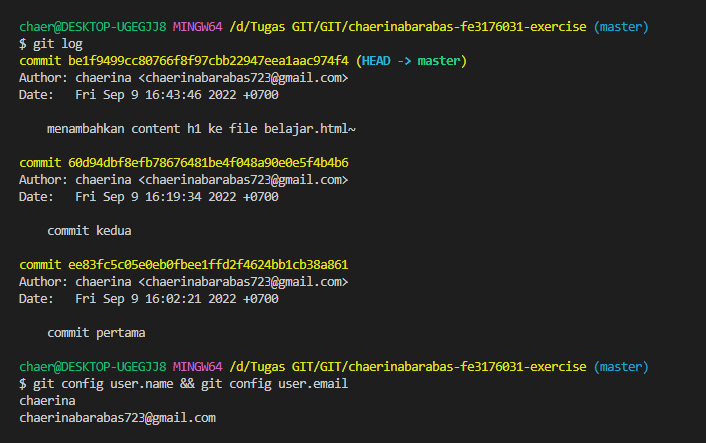 chaer@DESKTOP-UGEGJJ8 MINGW64 /d/Tugas GIT/GIT/chaerinabarabas-fe3176031-exercise (master)
$ git log
commit be1f9499cc80766f8f97cbb22947eea1aac974f4 (HEAD -> master)
Author: chaerina <chaerinabarabas723@gmail.com>
Date:   Fri Sep 9 16:43:46 2022 +0700
    menambahkan content h1 ke file belajar.html~
commit 60d94dbf8efb78676481be4f048a90e0e5f4b4b6
Author: chaerina <chaerinabarabas723@gmail.com>
Date:   Fri Sep 9 16:19:34 2022 +0700
    commit kedua
commit ee83fc5c05e0eb0fbee1ffd2f4624bb1cb38a861
Author: chaerina <chaerinabarabas723@gmail.com>
Date:   Fri Sep 9 16:02:21 2022 +0700
    commit pertama
chaer@DESKTOP-UGEGJJ8 MINGW64 /d/Tugas GIT/GIT/chaerinabarabas-fe3176031-exercise (master)
$ git config user.name && git config user.email
chaerina
chaerinabarabas723@gmail.com